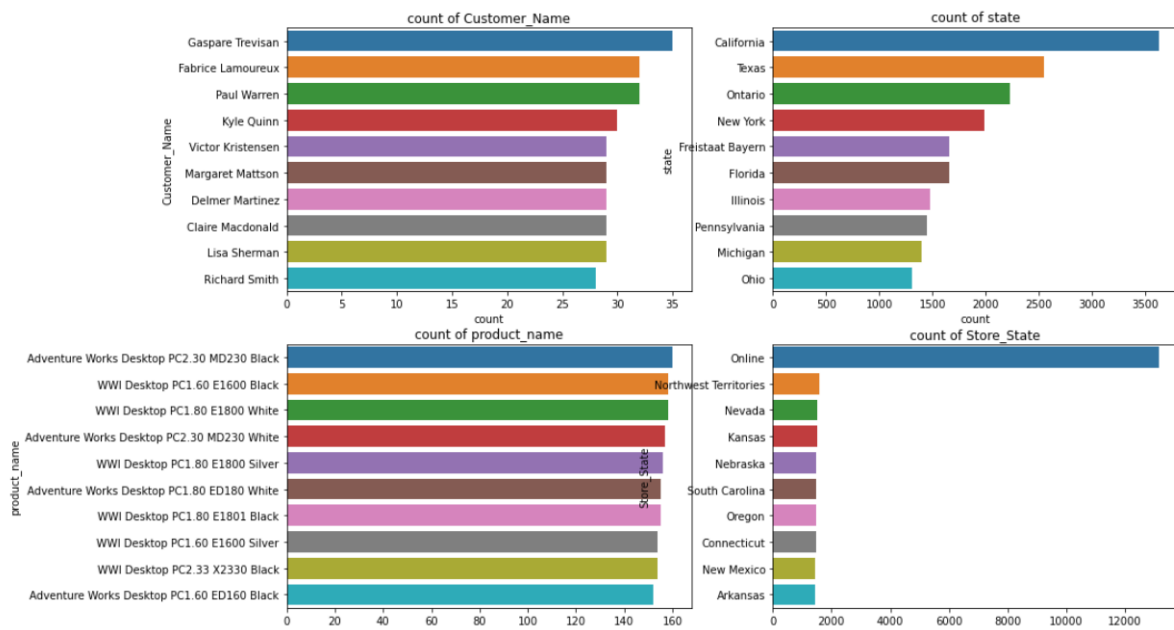 count of Customer_Name
Customer_Name
Gaspare Trevisan
Fabrice Lamoureux
Paul Warren
Kyle Quinn
Victor Kristensen
Margaret Mattson
Delmer Martinez
Claire Macdonald
Lisa Sherman
Richard Smith
0 5 10 15 20 25 30 35
count
count of state
state
California
Texas
Ontario
New York
Freistaat Bayern
Florida
Illinois
Pennsylvania
Michigan
Ohio
0 500 1000 1500 2000 2500 3000 3500
count
count of product_name
product_name
Adventure Works Desktop PC2.30 MD230 Black
WWI Desktop PC1.60 E1600 Black
WWI Desktop PC1.80 E1800 White
Adventure Works Desktop PC2.30 MD230 White
WWI Desktop PC1.80 E1800 Silver
Adventure Works Desktop PC1.80 ED180 White
WWI Desktop PC1.80 E1801 Black
WWI Desktop PC1.60 E1600 Silver
WWI Desktop PC2.33 X2330 Black
Adventure Works Desktop PC1.60 ED160 Black
0 20 40 60 80 100 120 140 160
count of Store_State
Store_State
Online
Northwest Territories
Nevada
Kansas
Nebraska
South Carolina
Oregon
Connecticut
New Mexico
Arkansas
0 2000 4000 6000 8000 10000 12000